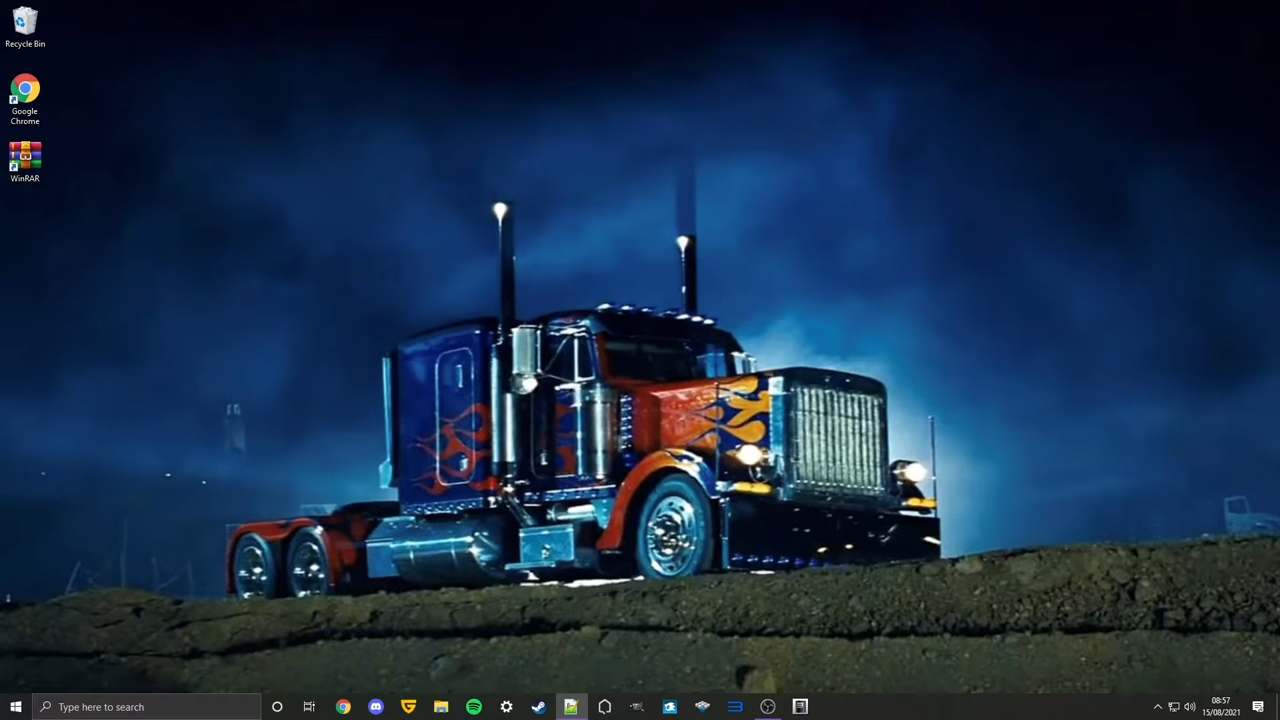 Recycle Bin
Google
Chrome
WinRAR
Type here to search
08:57
15/08/2021